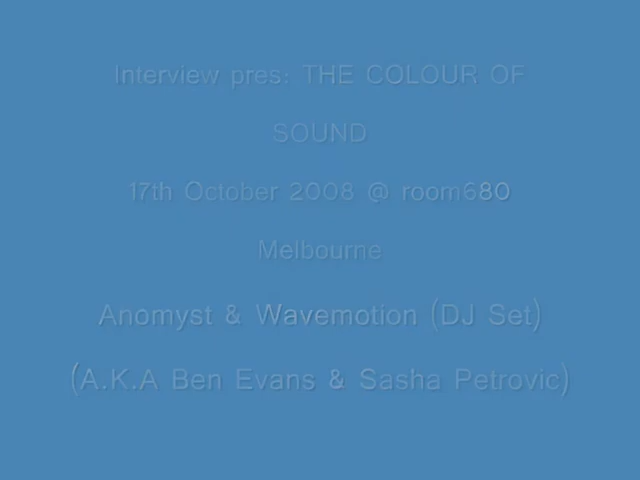 Interview pres: THE COLOUR OF
SOUND
17th October 2008 @ room680
Melbourne
Anomyst & Wavemotion (DJ Set)
(A.K.A Ben Evans & Sasha Petrovic)